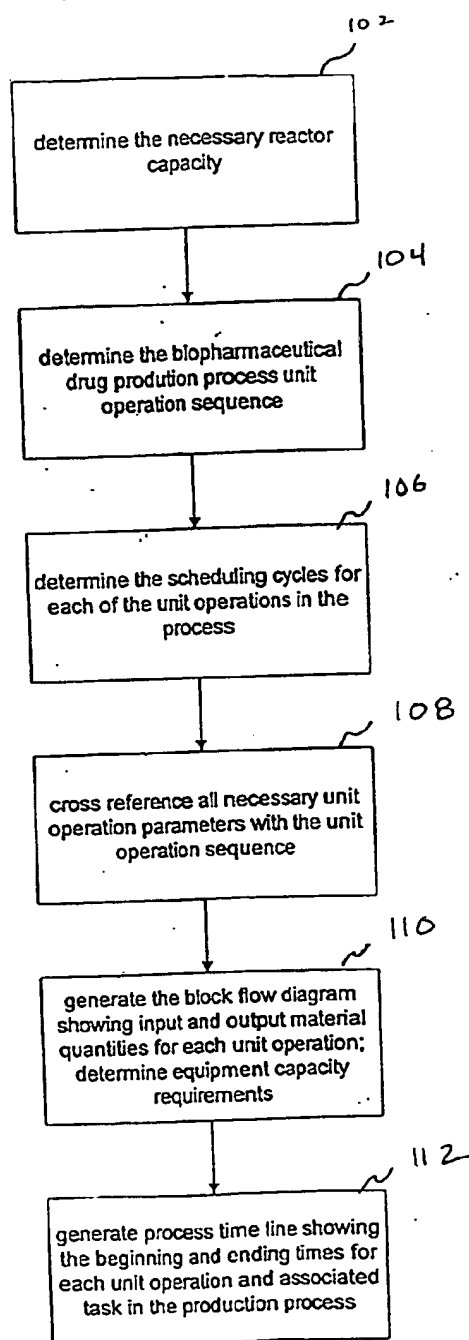 102
determine the necessary reactor
capacity
104
determine the biopharmaceutical
drug prodution process unit
operation sequence
106
determine the scheduling cycles for
each of the unit operations in the
process
108
cross reference all necessary unit
operation parameters with the unit
operation sequence
110
generate the block flow diagram
showing input and output material
quantities for each unit operation;
determine equipment capacity
requirements
112
generate process time line showing
the beginning and ending times for
each unit operation and associated
task in the production process